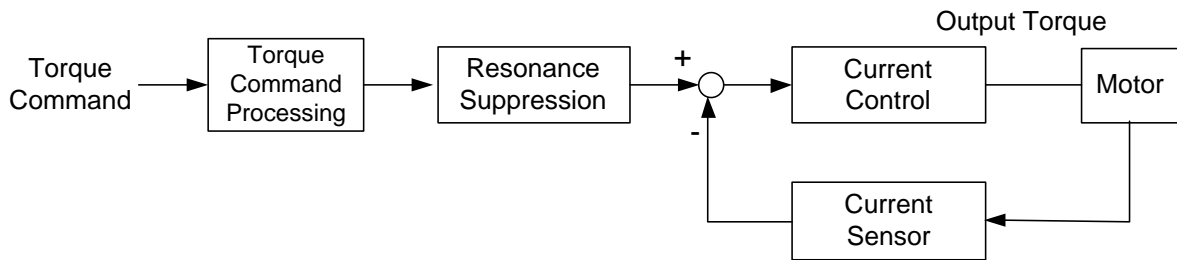 Output Torque
Torque
Command
Torque
Command
Processing
Resonance
Suppression
+
-
Current
Control
Motor
Current
Sensor